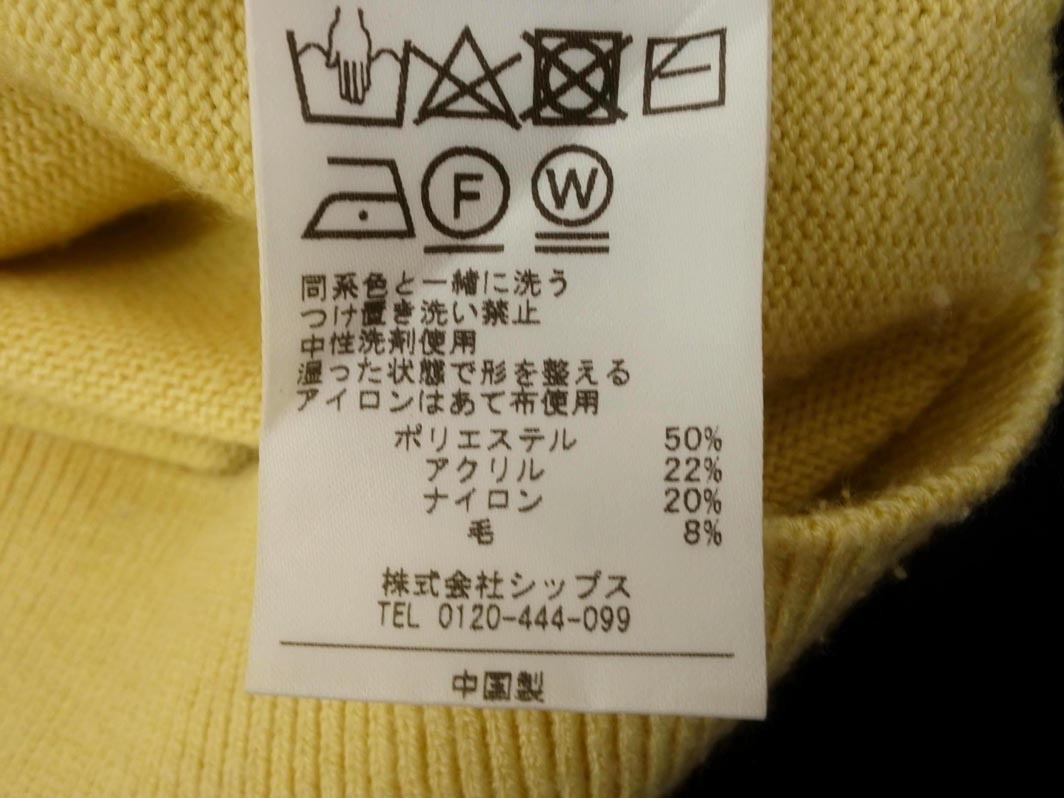 F W
同系色と一緒に洗う
つけ置き洗い禁止
中性洗剤使用
湿った状態で形を整える
アイロンはあて布使用
ポリエステル 50%
アクリル 22%
ナイロン 20%
毛 8%
株式会社シップス
TEL 0120-444-099
中国製